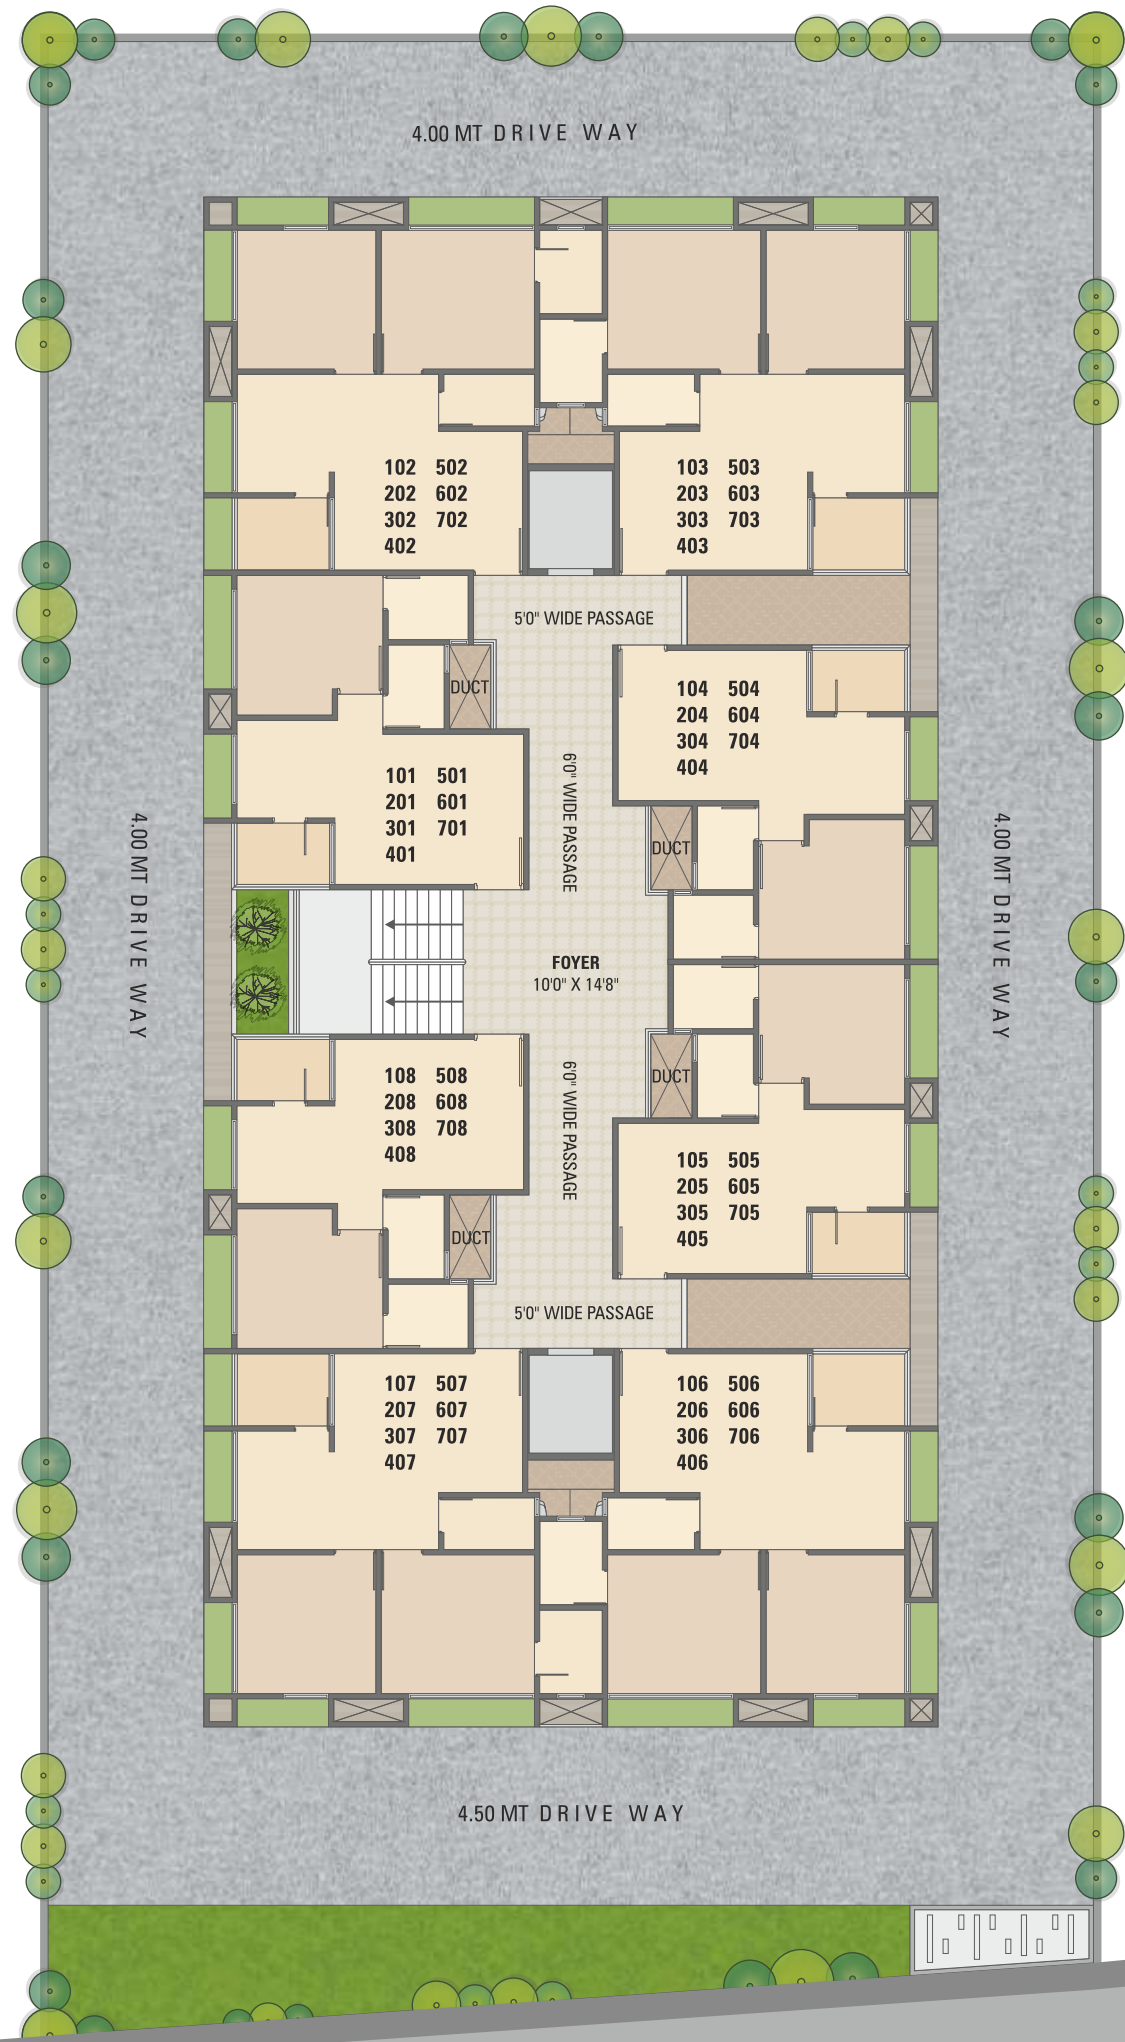 4.00 MT DRIVE WAY
102 502
202 602
302 702
402
103 503
203 603
303 703
403
5'0" WIDE PASSAGE
DUCT
104 504
204 604
304 704
404
6'0" WIDE PASSAGE
101 501
201 601
301 701
401
DUCT
4.00 MT DRIVE WAY
4.00 MT DRIVE WAY
FOYER
10'0" X 14'8"
108 508
208 608
308 708
408
6'0" WIDE PASSAGE
DUCT
105 505
205 605
305 705
405
DUCT
5'0" WIDE PASSAGE
107 507
207 607
307 707
407
106 506
206 606
306 706
406
4.50 MT DRIVE WAY